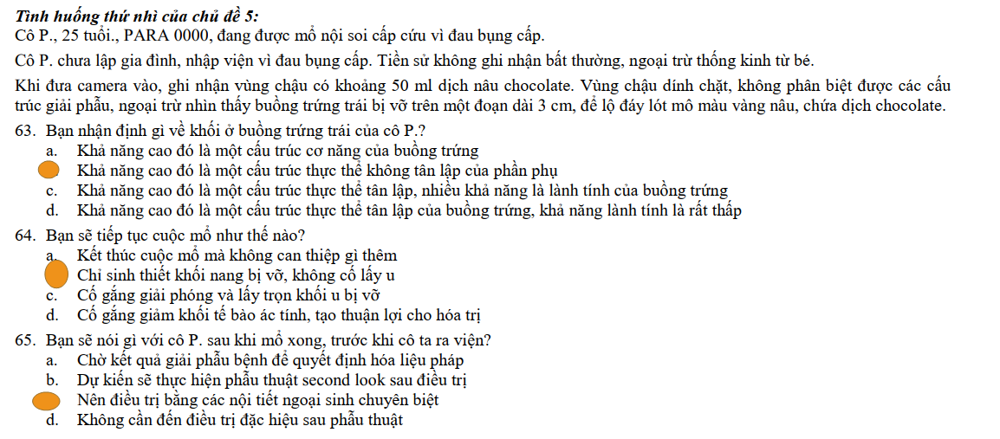 Tình huống thứ nhì của chủ đề 5:
Cô P., 25 tuổi., PARA 0000, đang được mổ nội soi cấp cứu vì đau bụng cấp.
Cô P. chưa lập gia đình, nhập viện vì đau bụng cấp. Tiền sử không ghi nhận bất thường, ngoại trừ thống kinh từ bé.
Khi đưa camera vào, ghi nhận vùng chậu có khoảng 50 ml dịch nâu chocolate. Vùng chậu dính chặt, không phân biệt được các cấu
trúc giải phẫu, ngoại trừ nhìn thấy buồng trứng trái bị vỡ trên một đoạn dài 3 cm, để lộ đáy lót mô màu vàng nâu, chứa dịch chocolate.
63. Bạn nhận định gì về khối ở buồng trứng trái của cô P.?
a. Khả năng cao đó là một cấu trúc cơ năng của buồng trứng
Khả năng cao đó là một cấu trúc thực thể không tân lập của phần phụ
c. Khả năng cao đó là một cấu trúc thực thể tân lập, nhiều khả năng là lành tính của buồng trứng
d. Khả năng cao đó là một cấu trúc thực thể tân lập của buồng trứng, khả năng lành tính là rất thấp
64. Bạn sẽ tiếp tục cuộc mổ như thế nào?
a. Kết thúc cuộc mổ mà không can thiệp gì thêm
Chỉ sinh thiết khối nang bị vỡ, không cố lấy u
c. Cố gắng giải phóng và lấy trọn khối u bị vỡ
d. Cố gắng giảm khối tế bào ác tính, tạo thuận lợi cho hóa trị
65. Bạn sẽ nói gì với cô P. sau khi mổ xong, trước khi cô ta ra viện?
a. Chờ kết quả giải phẫu bệnh để quyết định hóa liệu pháp
b. Dự kiến sẽ thực hiện phẫu thuật second look sau điều trị
Nên điều trị bằng các nội tiết ngoại sinh chuyên biệt
d. Không cần đến điều trị đặc hiệu sau phẫu thuật